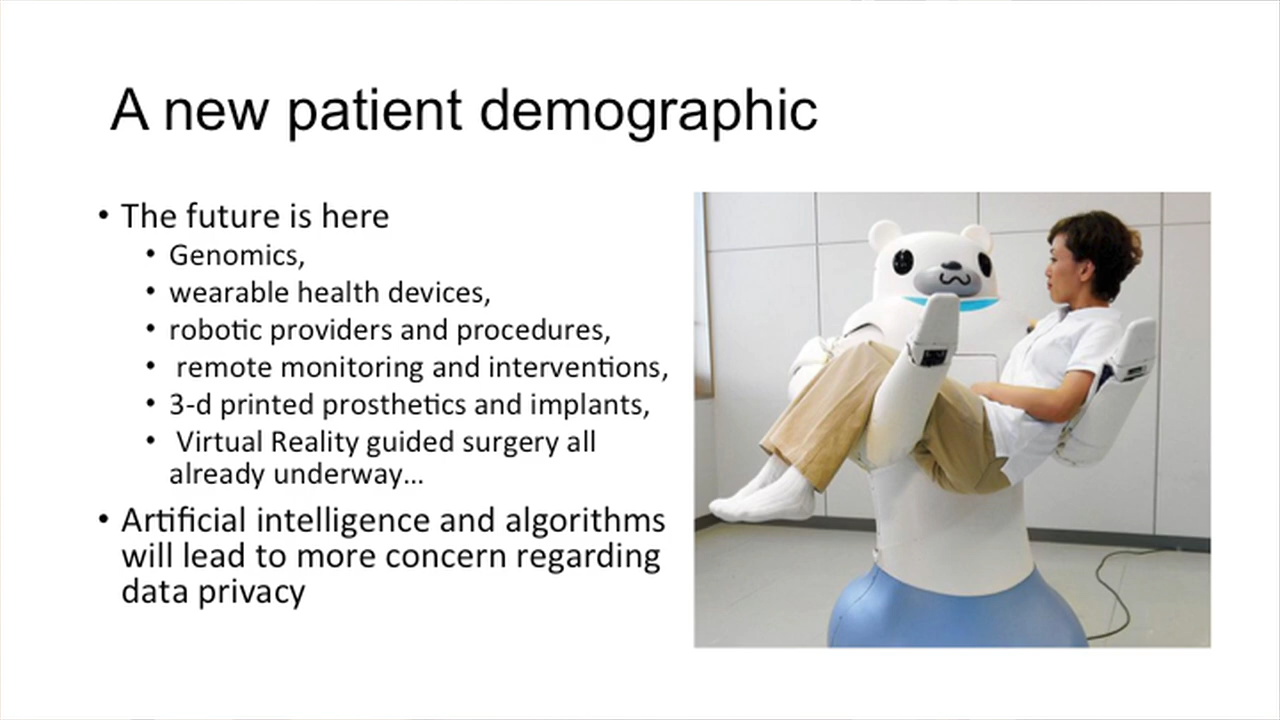 A new patient demographic
• The future is here
• Genomics,
• wearable health devices,
• robotic providers and procedures,
• remote monitoring and interventions,
• 3-d printed prosthetics and implants,
• Virtual Reality guided surgery all
already underway...
• Artificial intelligence and algorithms
will lead to more concern regarding
data privacy